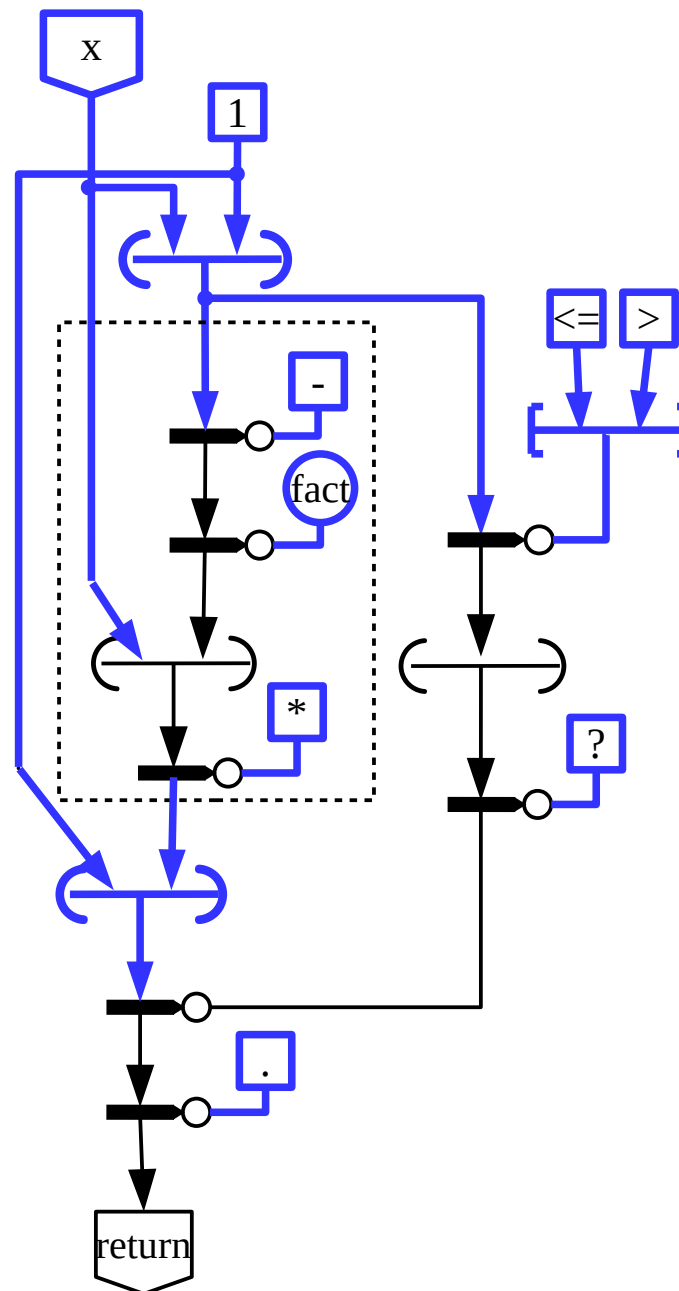 x
1
<=
>
-
fact
*
?
.
return